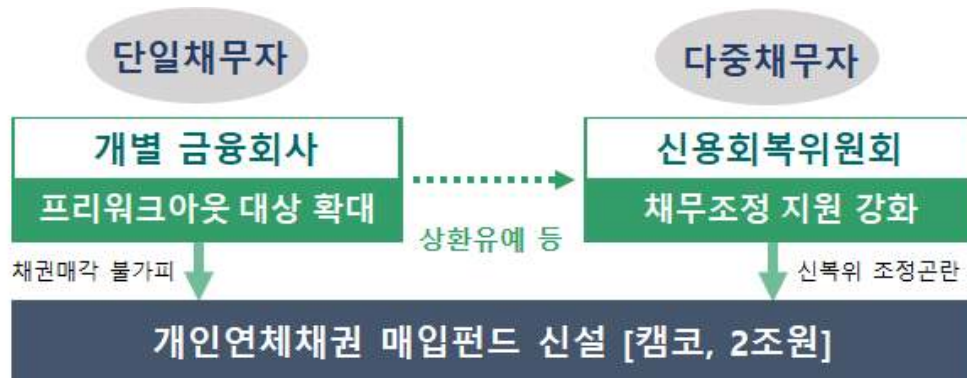 단일채무자
다중채무자
개별 금융회사
신용회복위원회
프리워크아웃 대상 확대
채무조정 지원 강화
상환유예 등
채권매각 불가피
신복위 조정곤란
개인연체채권 매입펀드 신설 [캠코, 2조원]